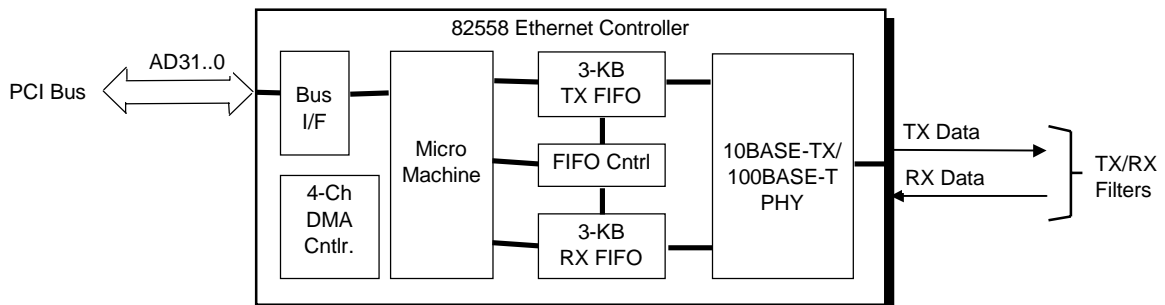 82558 Ethernet Controller
PCI Bus
AD31..0
Bus
I/F
4-Ch
DMA
Cntlr.
Micro
Machine
3-KB
TX FIFO
FIFO Cntrl
3-KB
RX FIFO
10BASE-TX/
100BASE-T
PHY
TX Data
RX Data
TX/RX
Filters